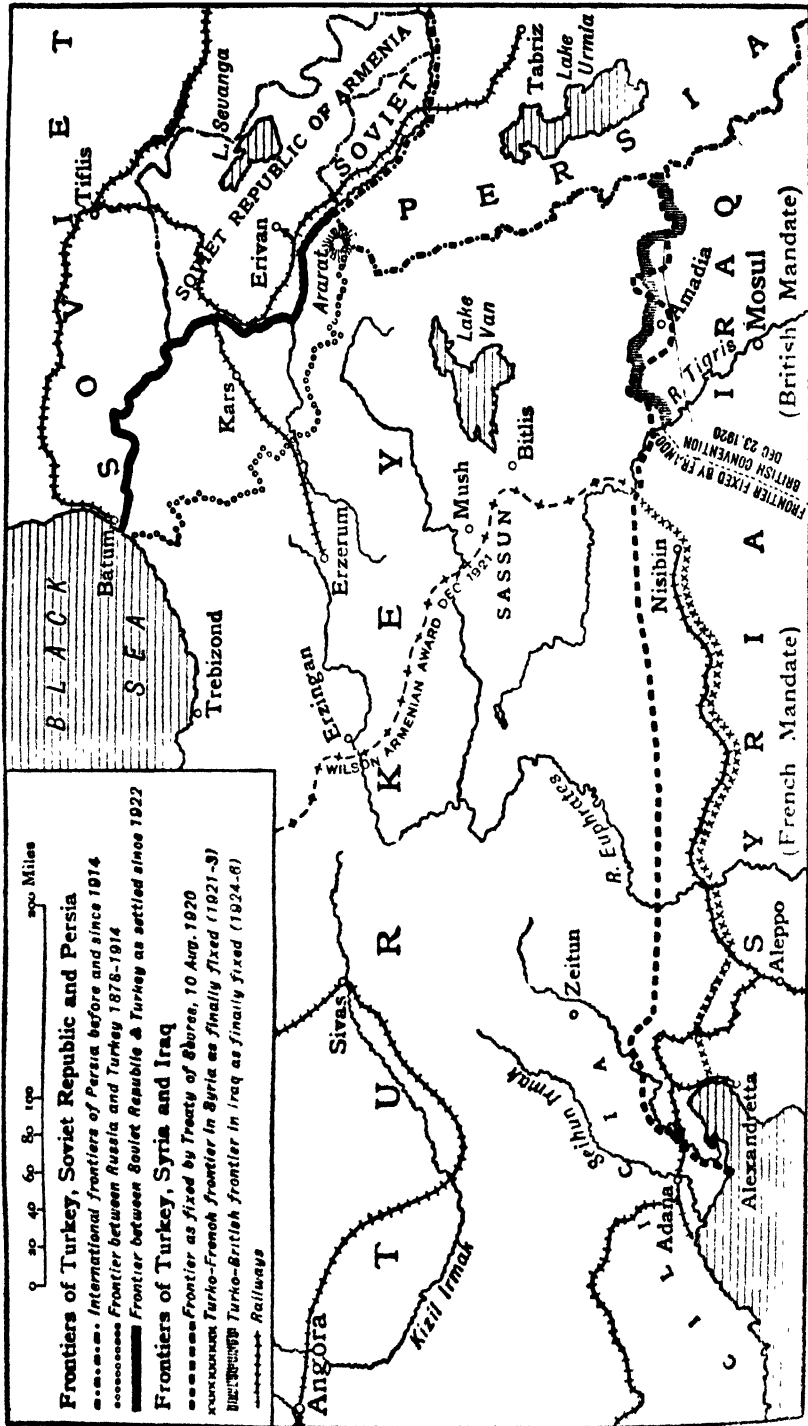 0 20 40 60 80 100 200 Miles
Frontiers of Turkey, Soviet Republic and Persia
International frontiers of Persia before and since 1914
Frontier between Russia and Turkey 1878-1914
Frontier between Soviet Republic & Turkey as settled since 1922
Frontiers of Turkey, Syria and Iraq
Frontier as fixed by Treaty of Sèvres, 10 Aug. 1920
Turko-French frontier in Syria as finally fixed (1921-3)
Turko-British frontier in Iraq as finally fixed (1924-6)
Railways
BLACK
SEA
SOVIET
Batum
Tiflis
Trebizond
L. Sevanga
SOVIET REPUBLIC OF ARMENIA
SOVIET
Kars
Erivan
Ararat
Erzerum
Erzingan
WILSON ARMENIAN AWARD DEC 1921
TURKEY
PERSIA
Tabriz
Lake
Urmia
Lake
Van
Mush
Bitlis
SASSUN
Sivas
Angora
Kizil Irmak
Seihun Irmak
Zeitun
R. Euphrates
CILICIA
Adana
Alexandretta
Aleppo
Nisibin
SYRIA
(French Mandate)
FRONTIER FIXED BY FRANCO
BRITISH CONVENTION
DEC 23, 1920
R. Tigris
Amadia
Mosul
IRAQ
(British Mandate)